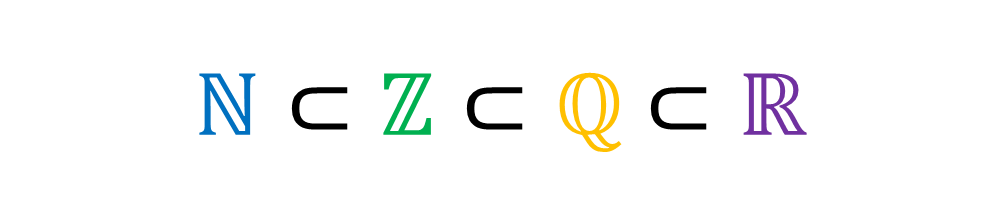 ℕ ⊂ ℤ ⊂ ℚ ⊂ ℝ